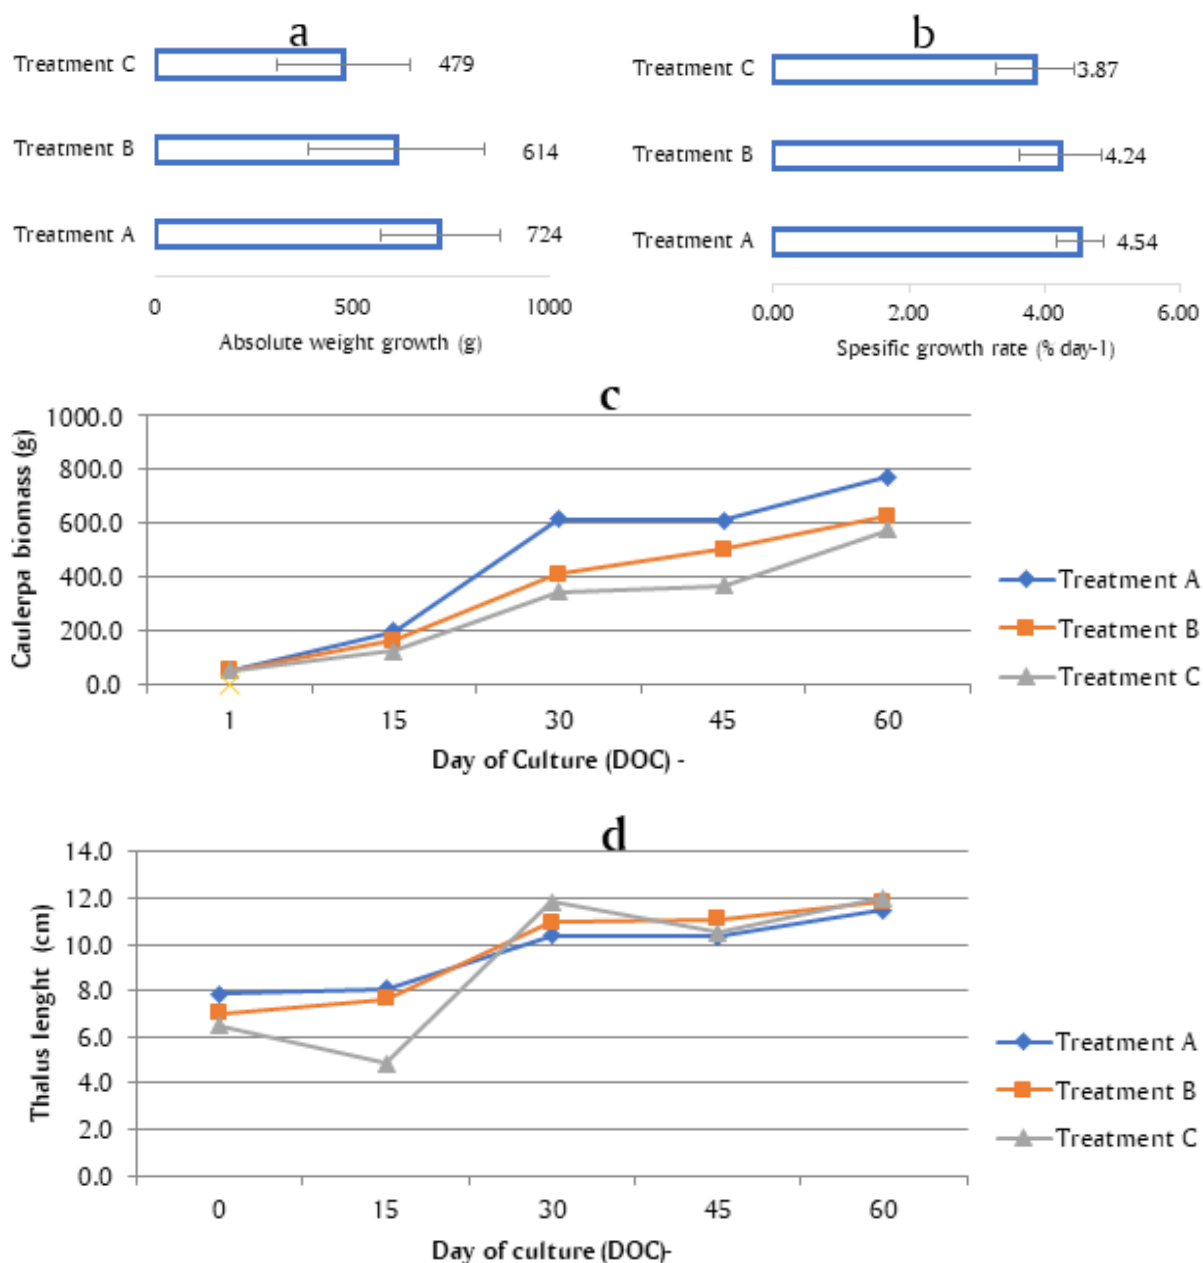 a
Treatment C
479
Treatment B
614
Treatment A
724
0 500 1000
Absolute weight growth (g)
b
Treatment C
3.87
Treatment B
4.24
Treatment A
4.54
0.00 2.00 4.00 6.00
Spesific growth rate (% day-1)
c
Caulerpa biomass (g)
1000.0
800.0
600.0
400.0
200.0
0.0
1 15 30 45 60
Day of Culture (DOC) -
Treatment A
Treatment B
Treatment C
d
Thalus lenght (cm)
14.0
12.0
10.0
8.0
6.0
4.0
2.0
0.0
0 15 30 45 60
Day of culture (DOC)-
Treatment A
Treatment B
Treatment C